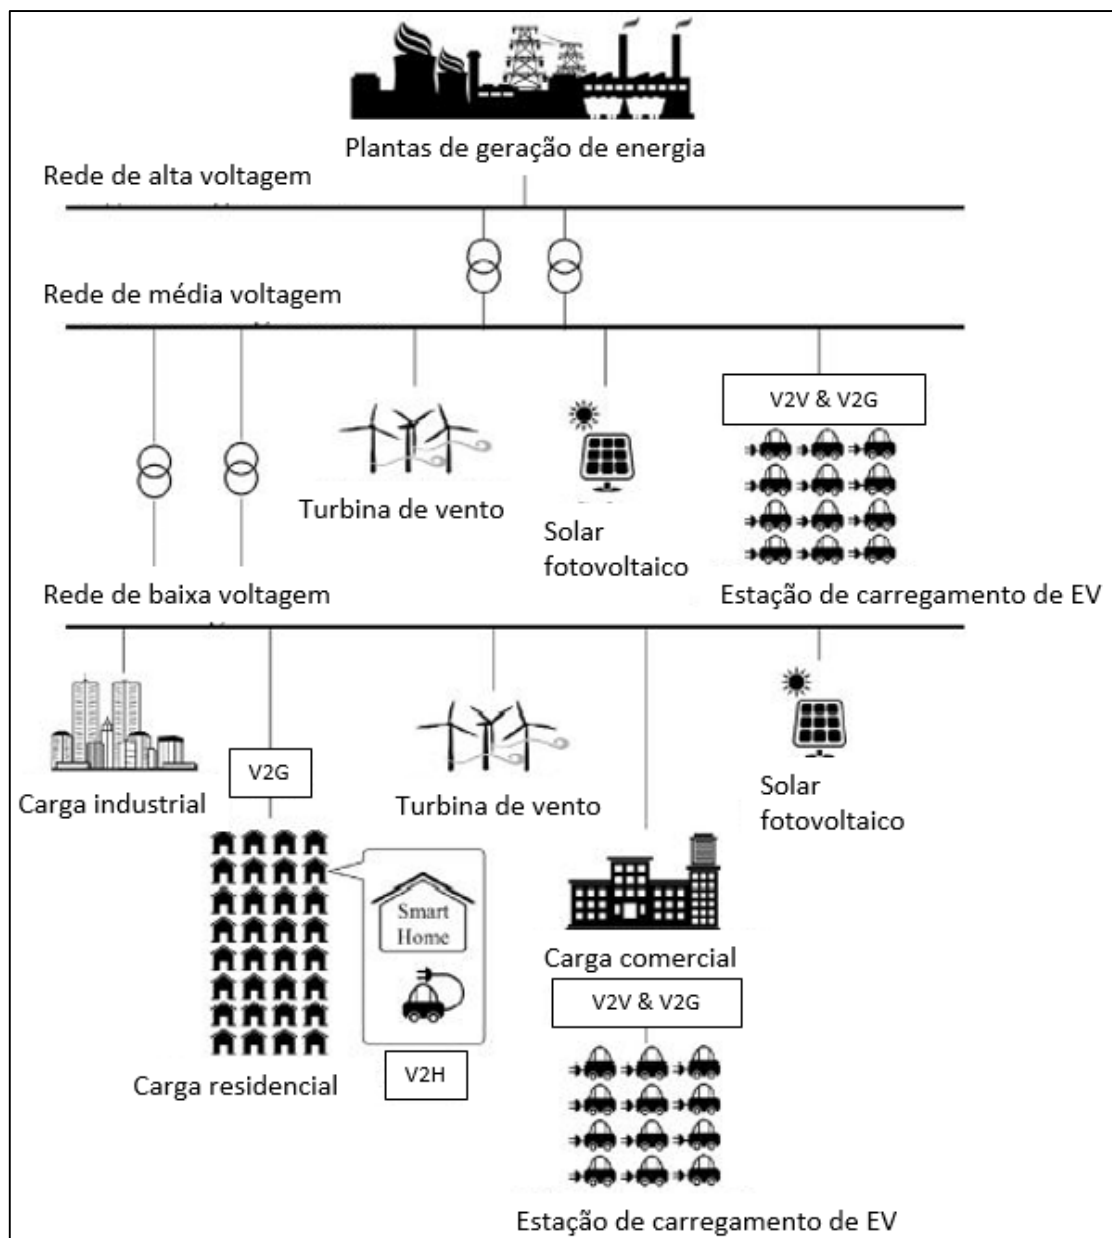 Plantas de geração de energia
Rede de alta voltagem
Rede de média voltagem
V2V & V2G
Turbina de vento
Solar
fotovoltaico
Estação de carregamento de EV
Rede de baixa voltagem
V2G
Carga industrial
Turbina de vento
Solar
fotovoltaico
Smart
Home
Carga comercial
V2V & V2G
V2H
Carga residencial
Estação de carregamento de EV